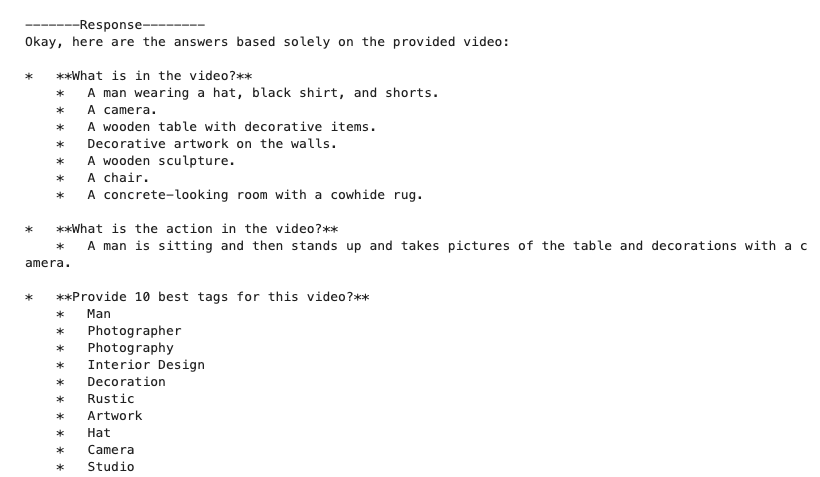 -------Response--------
Okay, here are the answers based solely on the provided video:
* **What is in the video?**
* A man wearing a hat, black shirt, and shorts.
* A camera.
* A wooden table with decorative items.
* Decorative artwork on the walls.
* A wooden sculpture.
* A chair.
* A concrete-looking room with a cowhide rug.
* **What is the action in the video?**
* A man is sitting and then stands up and takes pictures of the table and decorations with a c
amera.
* **Provide 10 best tags for this video?**
* Man
* Photographer
* Photography
* Interior Design
* Decoration
* Rustic
* Artwork
* Hat
* Camera
* Studio